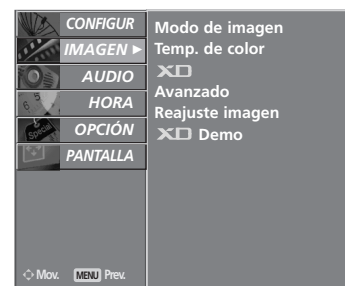 CONFIGUR
IMAGEN ►
AUDIO
HORA
OPCIÓN
PANTALLA
Modo de imagen
Temp. de color
XD
Avanzado
Reajuste imagen
XD Demo
Mov. MENU Prev.